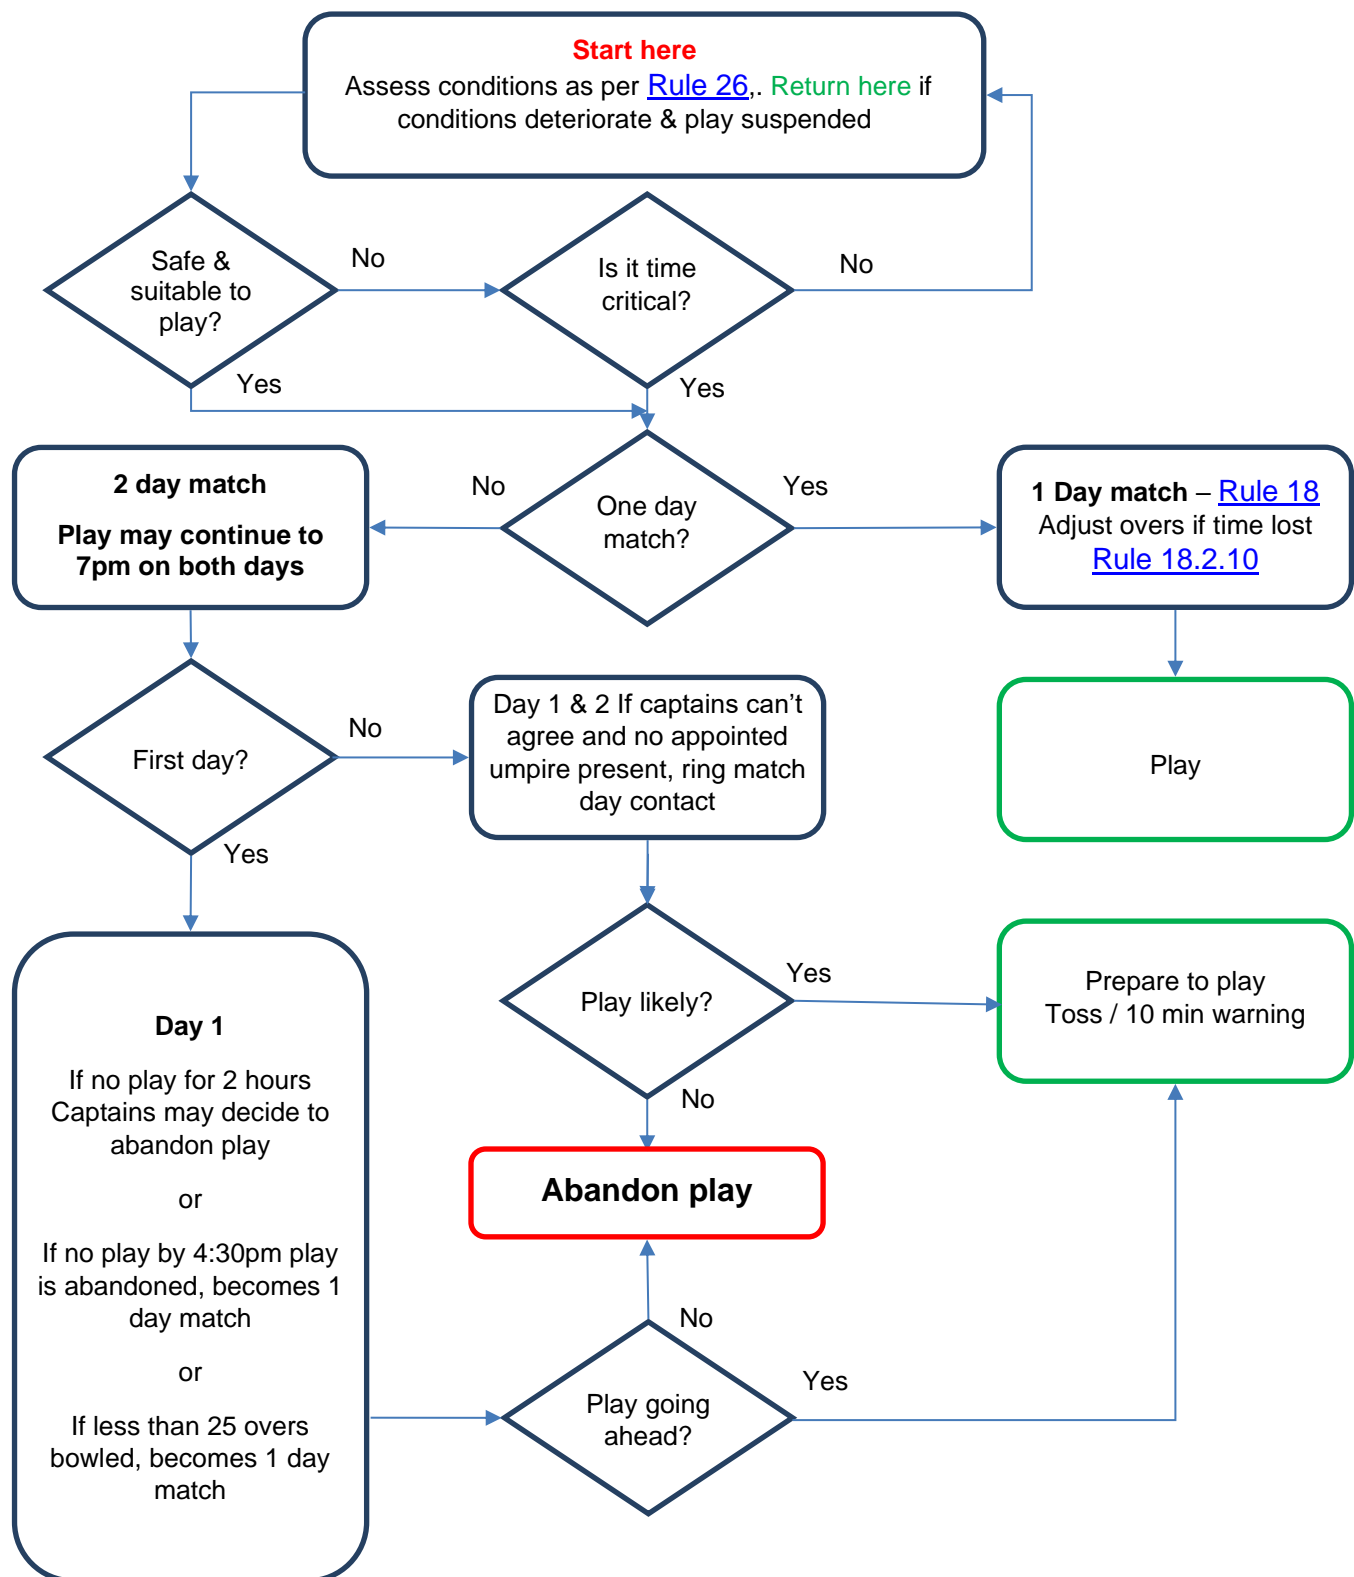 Start here
Assess conditions as per Rule 26,. Return here if
conditions deteriorate & play suspended
Safe &
suitable to
play?
No
Is it time
critical?
No
Yes
Yes
2 day match
Play may continue to
7pm on both days
No
One day
match?
Yes
1 Day match – Rule 18
Adjust overs if time lost
Rule 18.2.10
First day?
No
Day 1 & 2 If captains can’t
agree and no appointed
umpire present, ring match
day contact
Play
Yes
Day 1
If no play for 2 hours
Captains may decide to
abandon play
or
If no play by 4:30pm play
is abandoned, becomes 1
day match
or
If less than 25 overs
bowled, becomes 1 day
match
Play likely?
Yes
Prepare to play
Toss / 10 min warning
No
Abandon play
No
Play going
ahead?
Yes